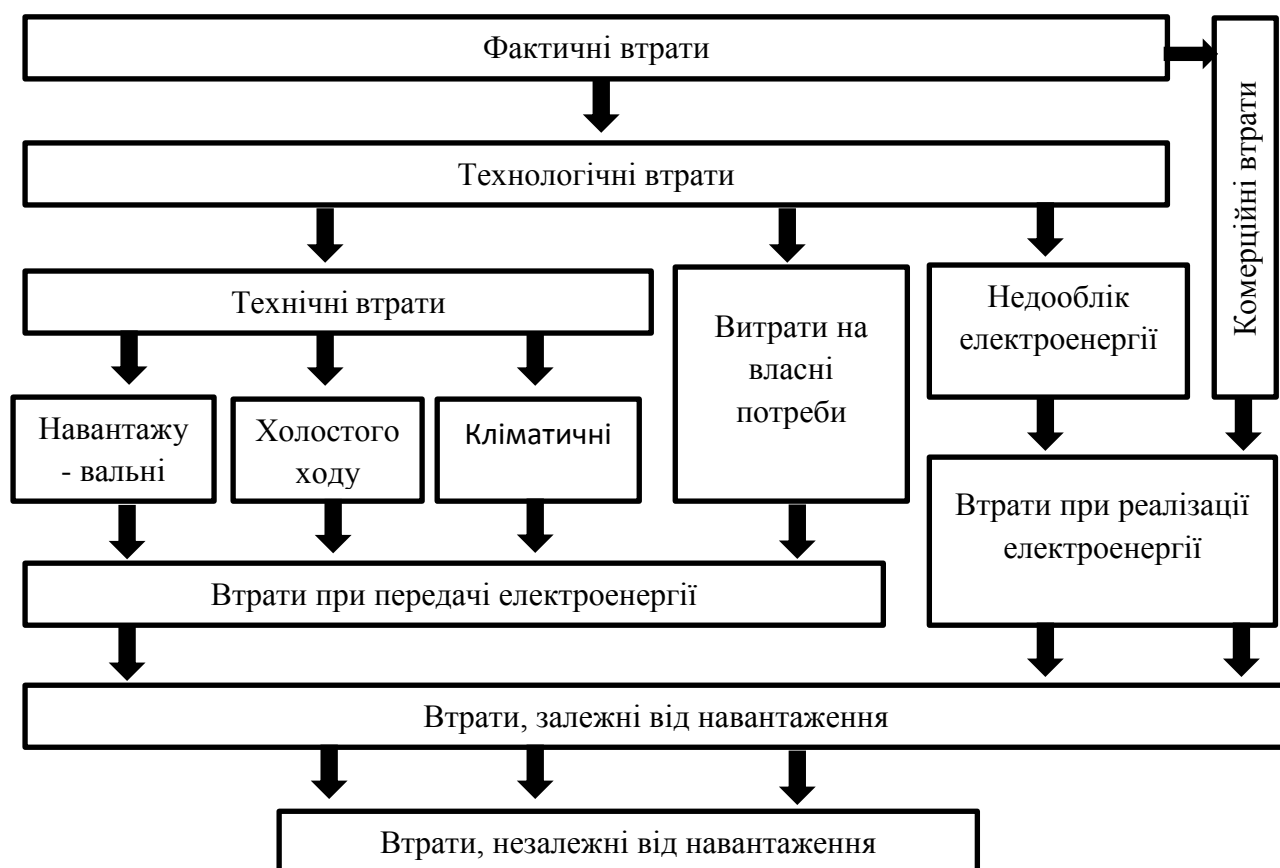 Фактичні втрати
Комерційні втрати
Технологічні втрати
Технічні втрати
Витрати на
власні
потреби
Недооблік
електроенергії
Навантажу
- вальні
Холостого
ходу
Кліматичні
Втрати при реалізації
електроенергії
Втрати при передачі електроенергії
Втрати, залежні від навантаження
Втрати, незалежні від навантаження